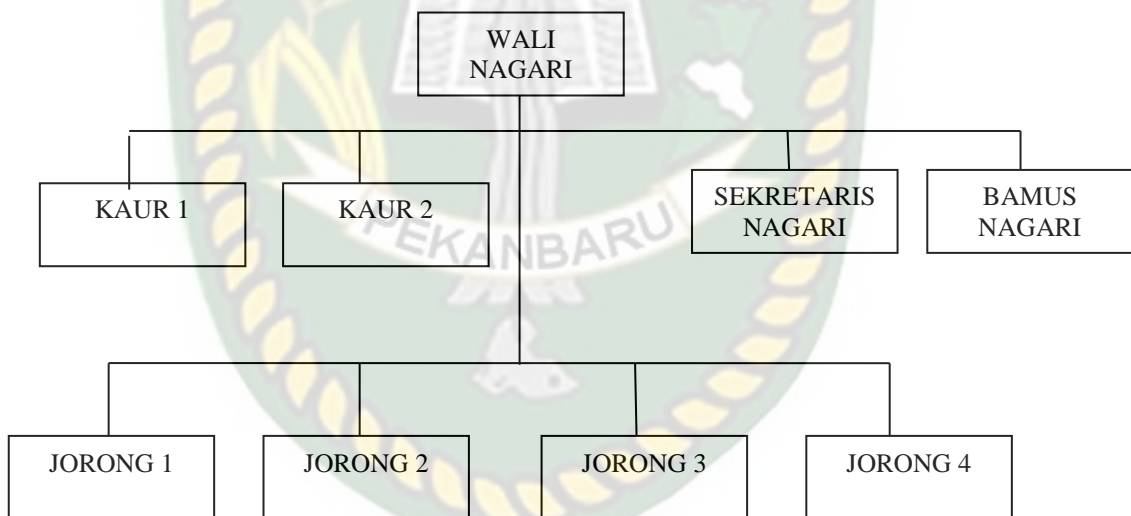 WALI
NAGARI
KAUR 1
KAUR 2
SEKRETARIS
NAGARI
BAMUS
NAGARI
PEKANBARU
JORONG 1
JORONG 2
JORONG 3
JORONG 4